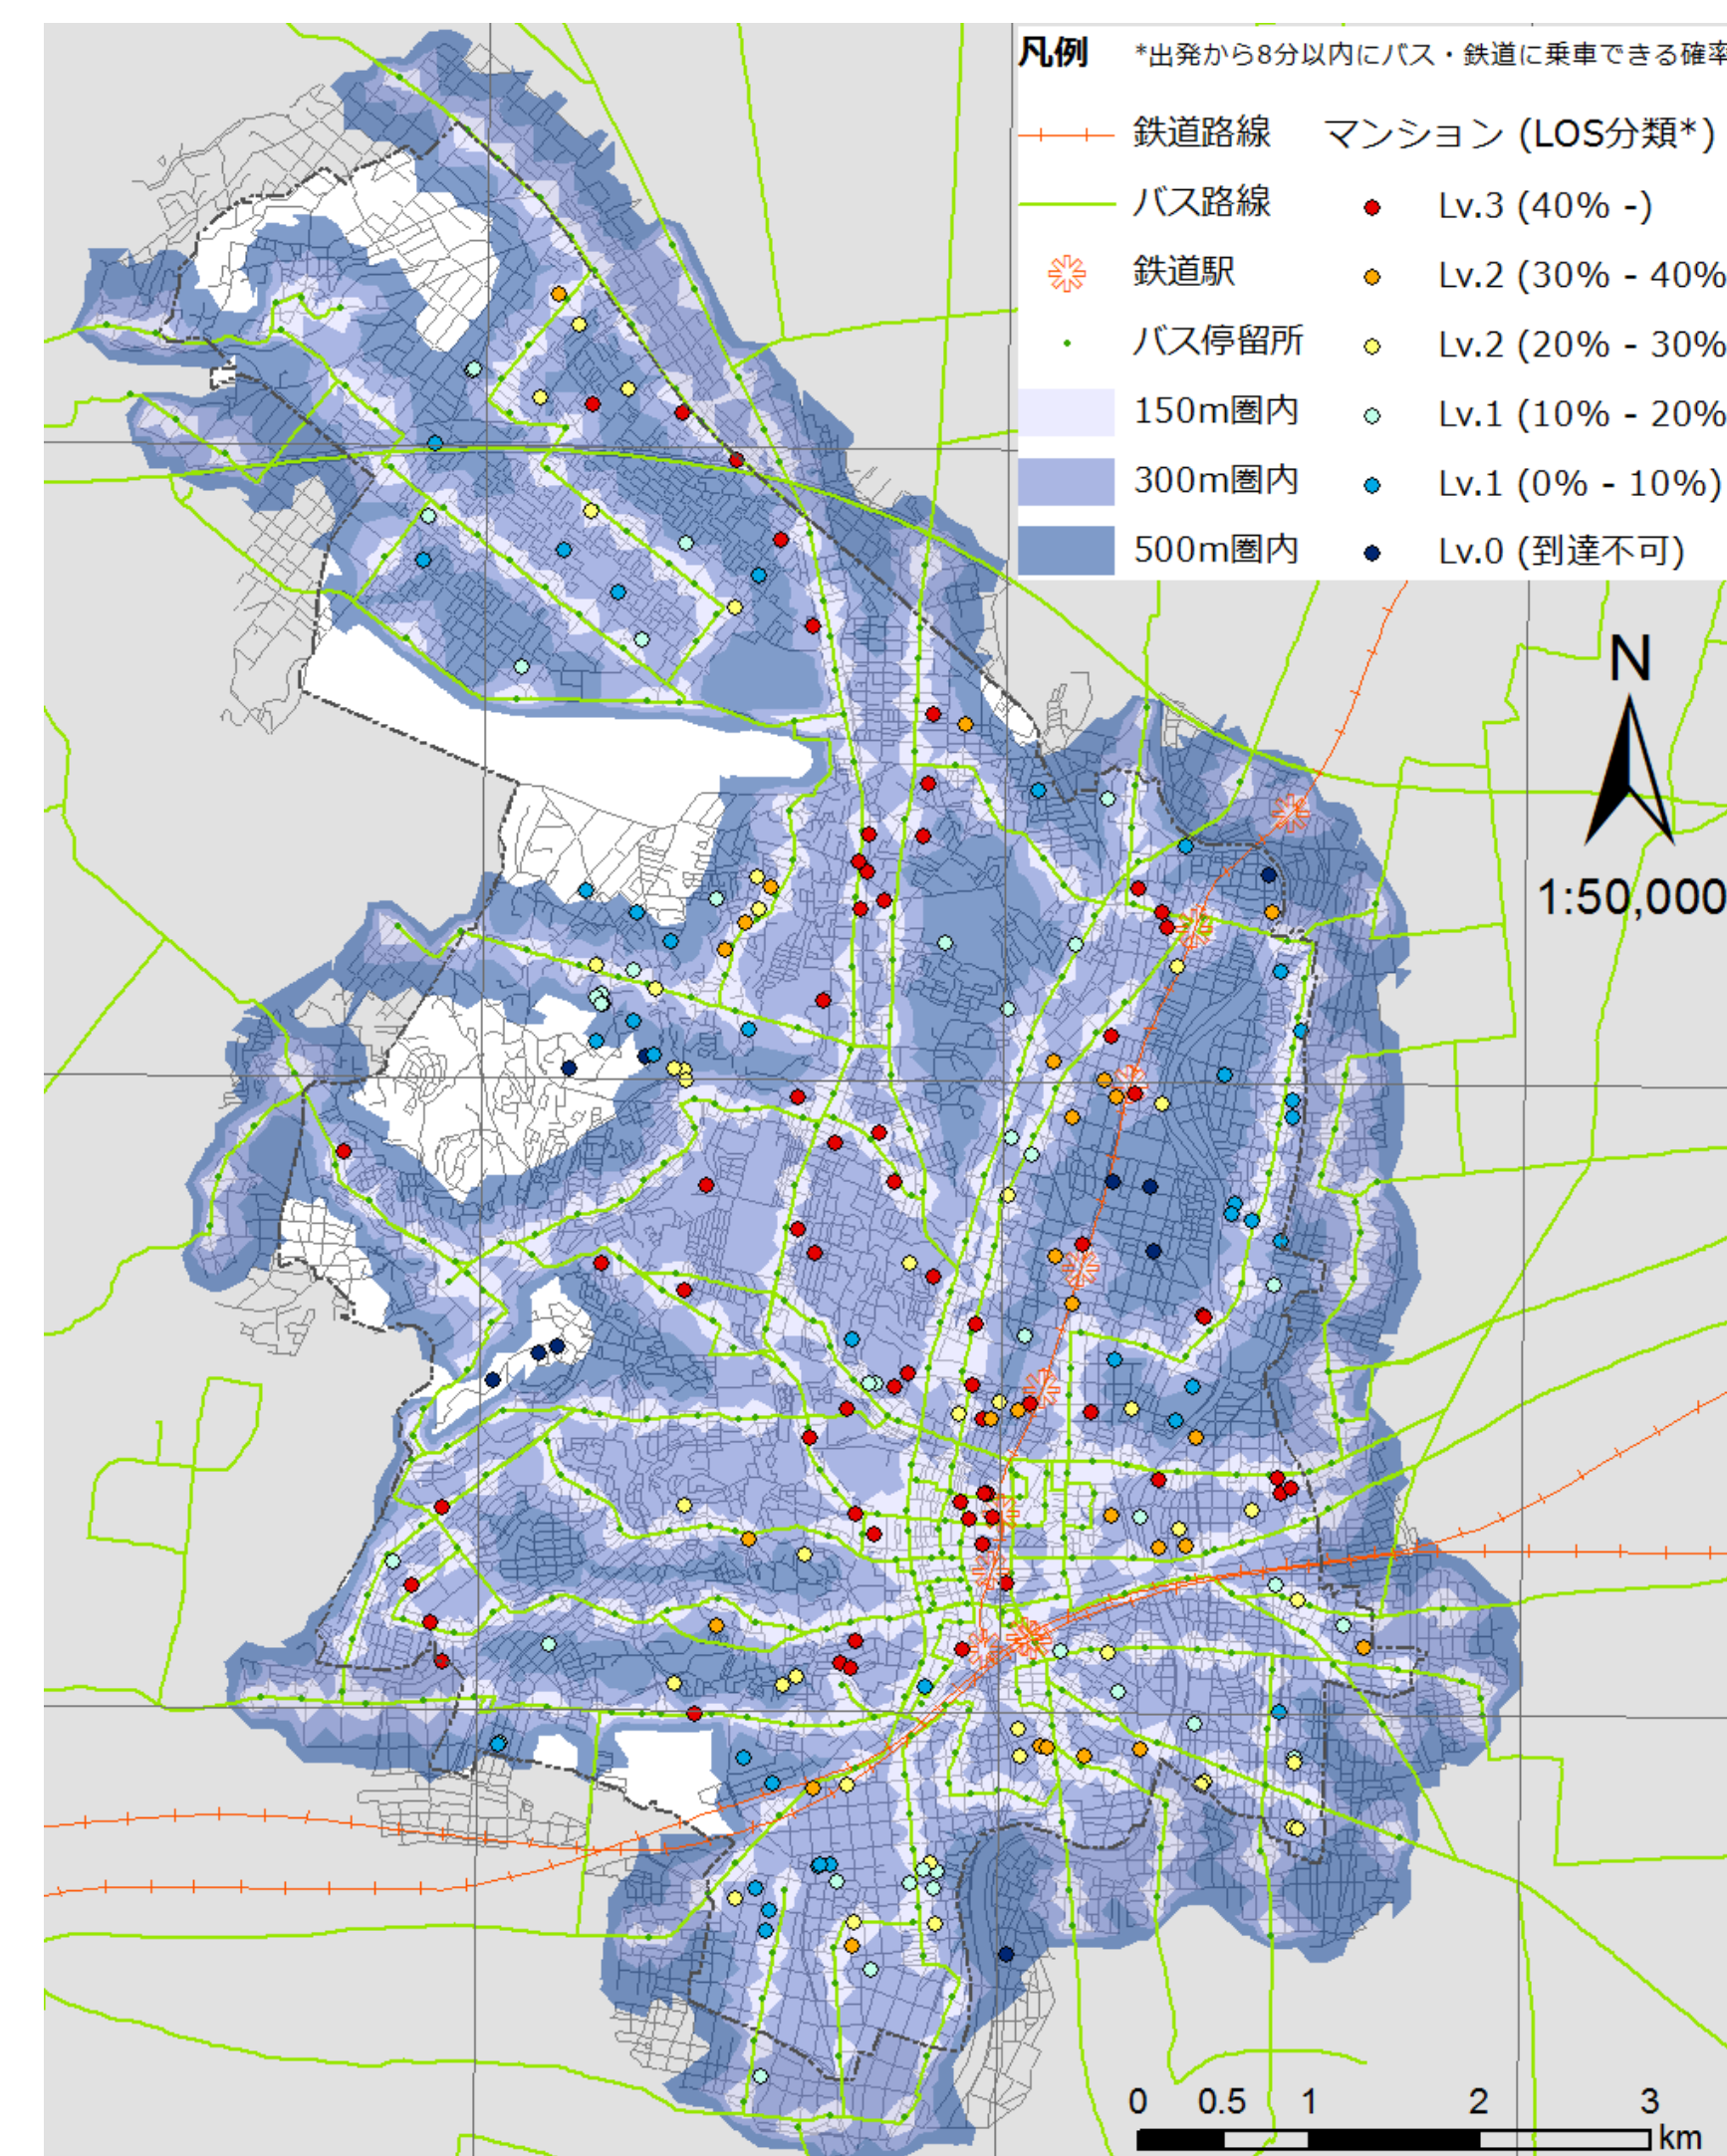 凡例 *出発から8分以内にバス・鉄道に乗車できる確率
鉄道路線 マンション (LOS分類*)
バス路線 Lv.3 (40% -)
鉄道駅 Lv.2 (30% - 40%
バス停留所 Lv.2 (20% - 30%
150m圏内 Lv.1 (10% - 20%
300m圏内 Lv.1 (0% - 10%)
500m圏内 Lv.0 (到達不可)
N
1:50,000
0 0.5 1 2 3
km